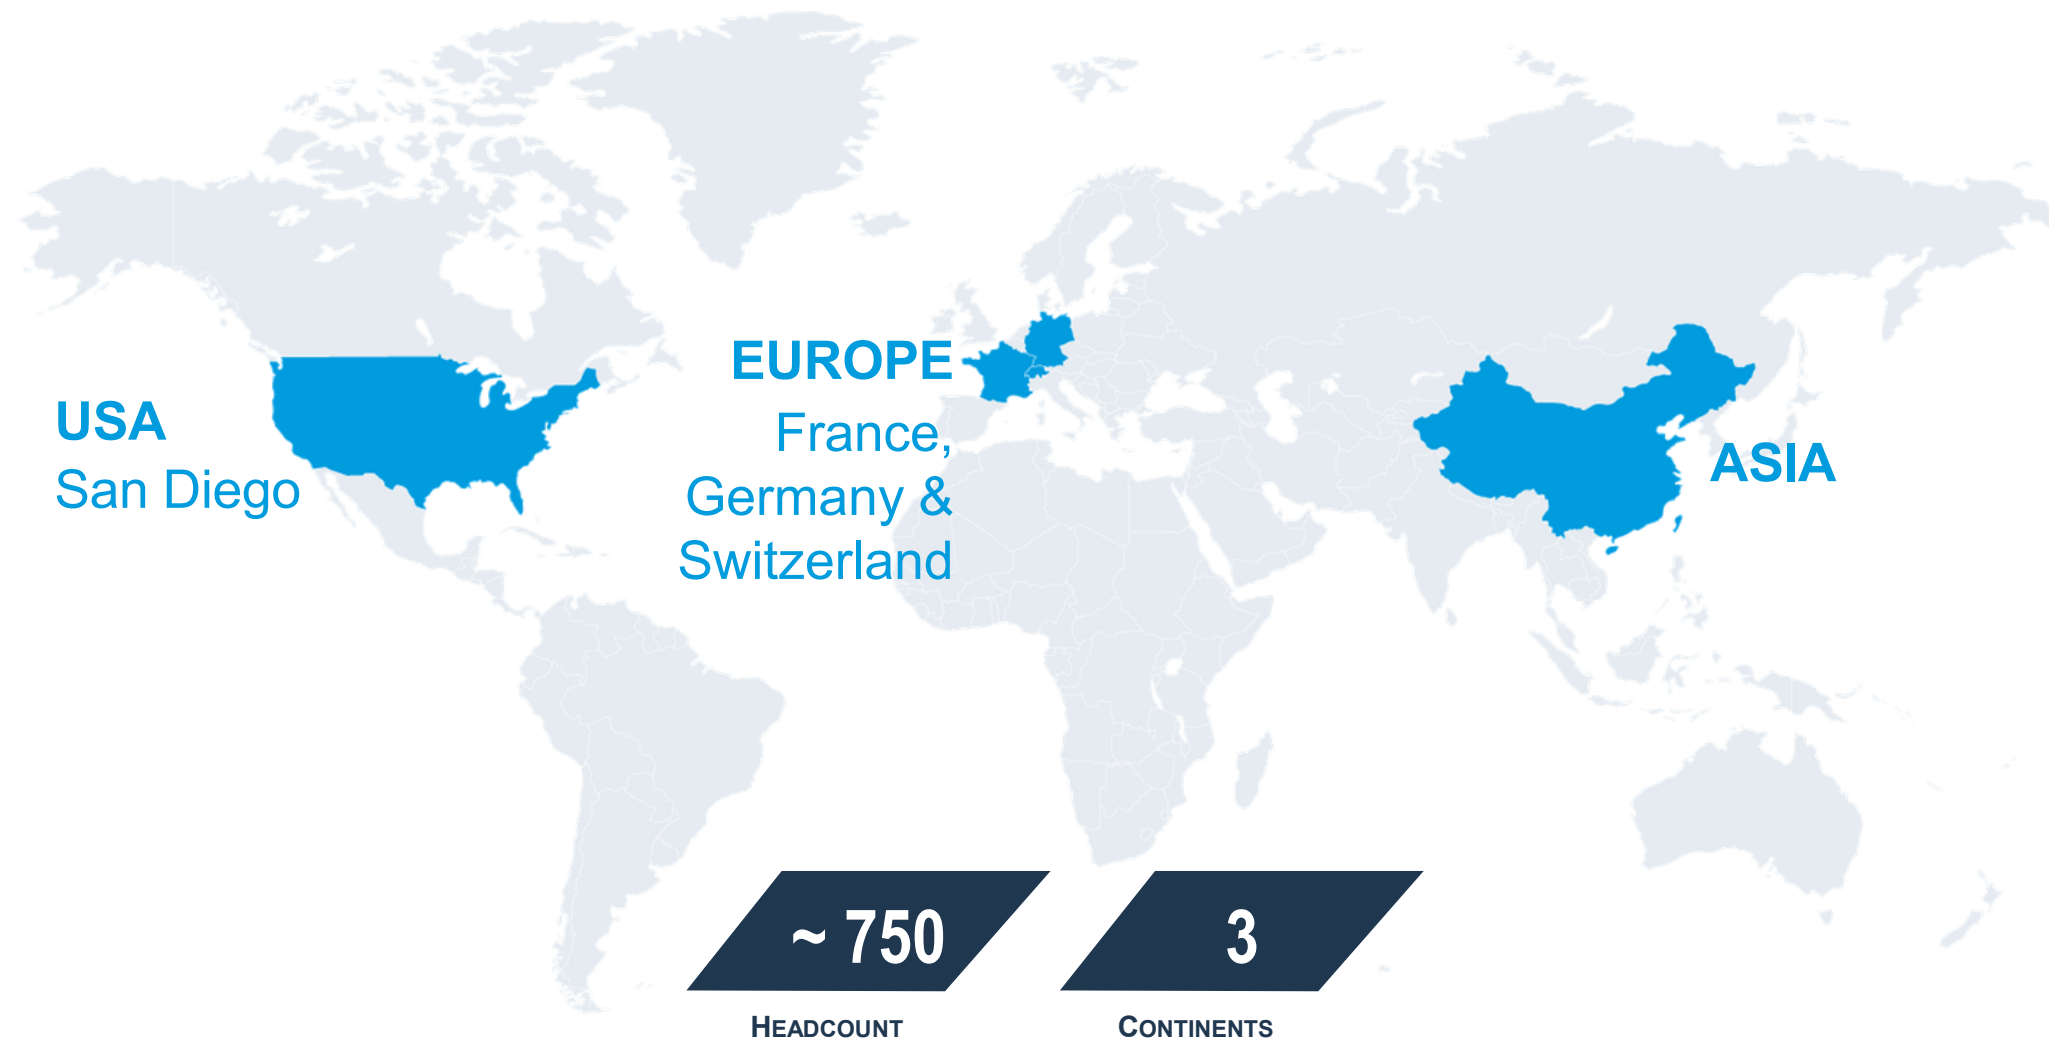 USA
San Diego
EUROPE
France,
Germany &
Switzerland
ASIA
~ 750
HEADCOUNT
3
CONTINENTS